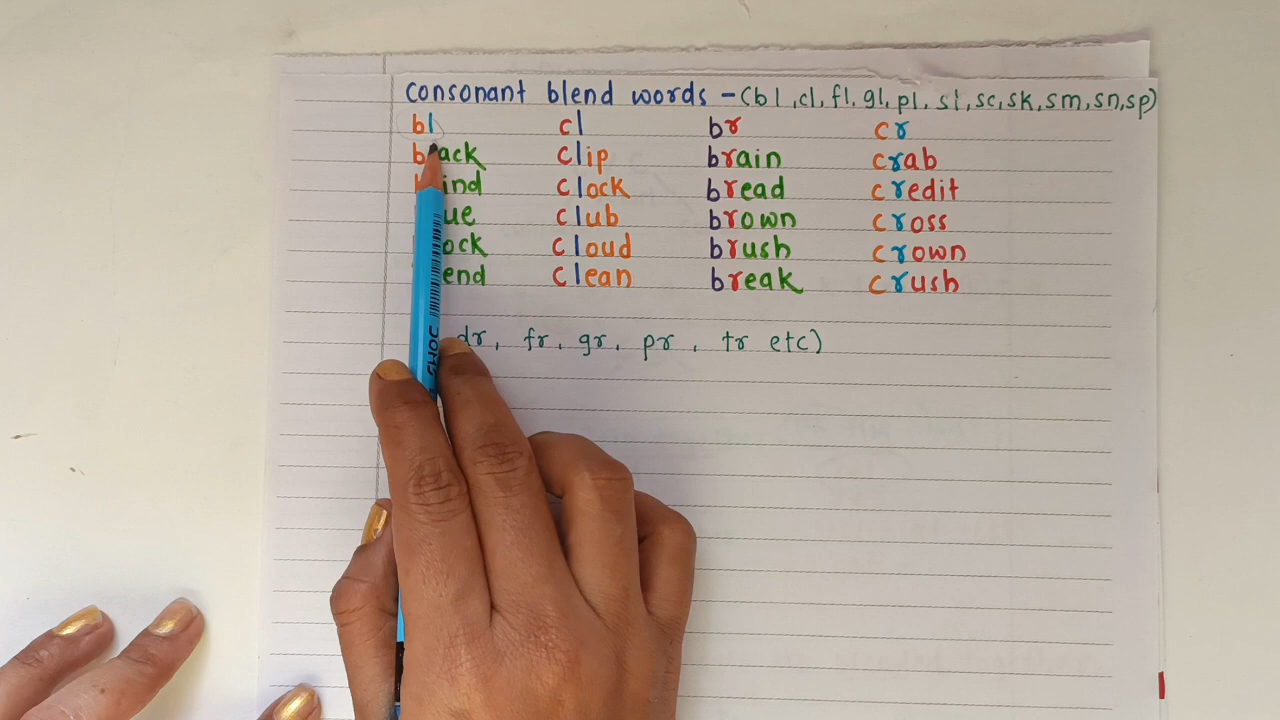 consonant blend words - (bl, cl, fl, gl, pl, sl, sc, sk, sm, sn, sp)
bl cl br cr
black clip brain crab
ind clock bread credit
ue club brown cross
ock cloud brush crown
end clean break crush
dr, fr, gr, pr, tr etc)
DOMS